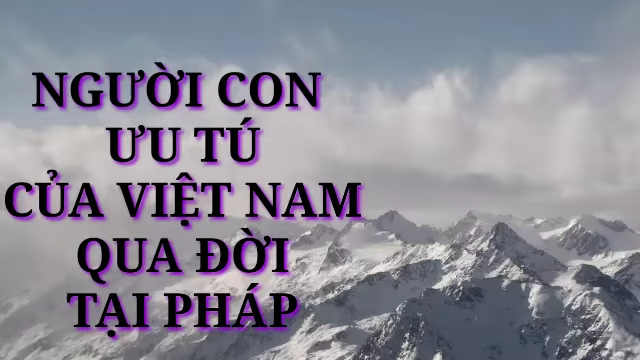 NGƯỜI CON
ƯU TÚ
CỦA VIỆT NAM
QUA ĐỜI
TẠI PHÁP